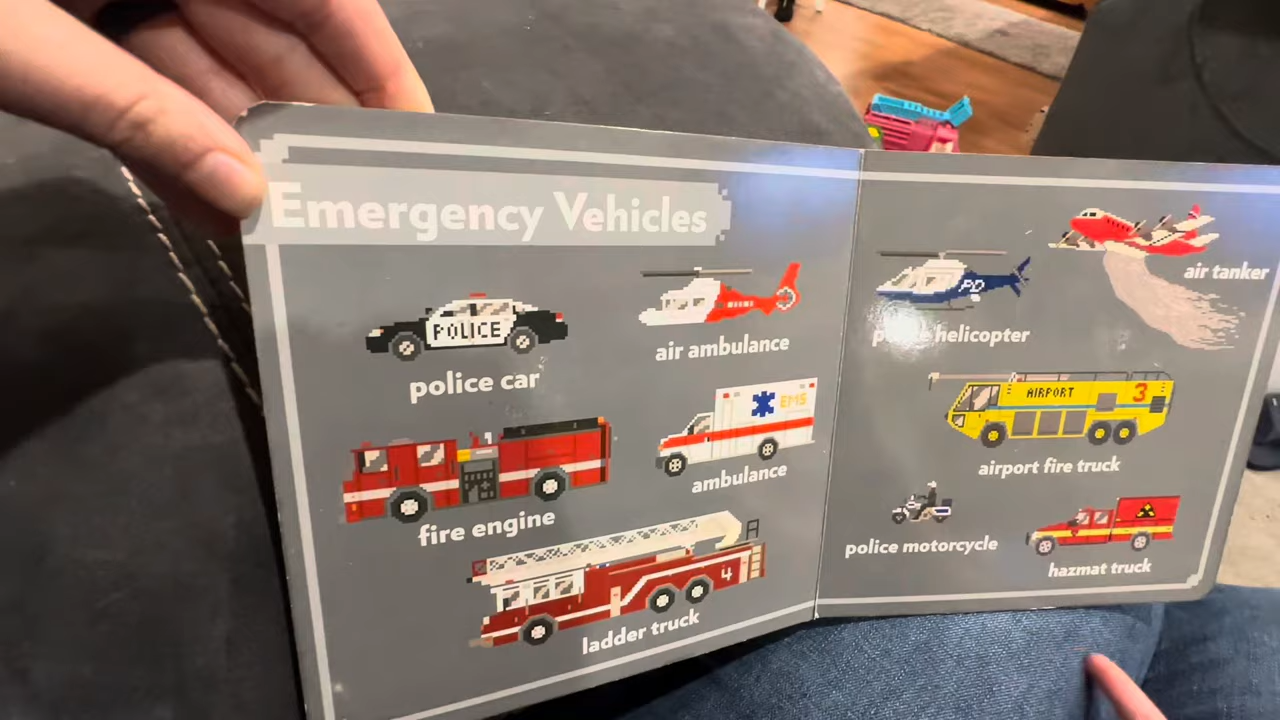 Emergency Vehicles
POLICE
police car
air ambulance
EMS
fire engine
ambulance
4
ladder truck
PD
police helicopter
air tanker
AIRPORT 3
airport fire truck
police motorcycle
hazmat truck